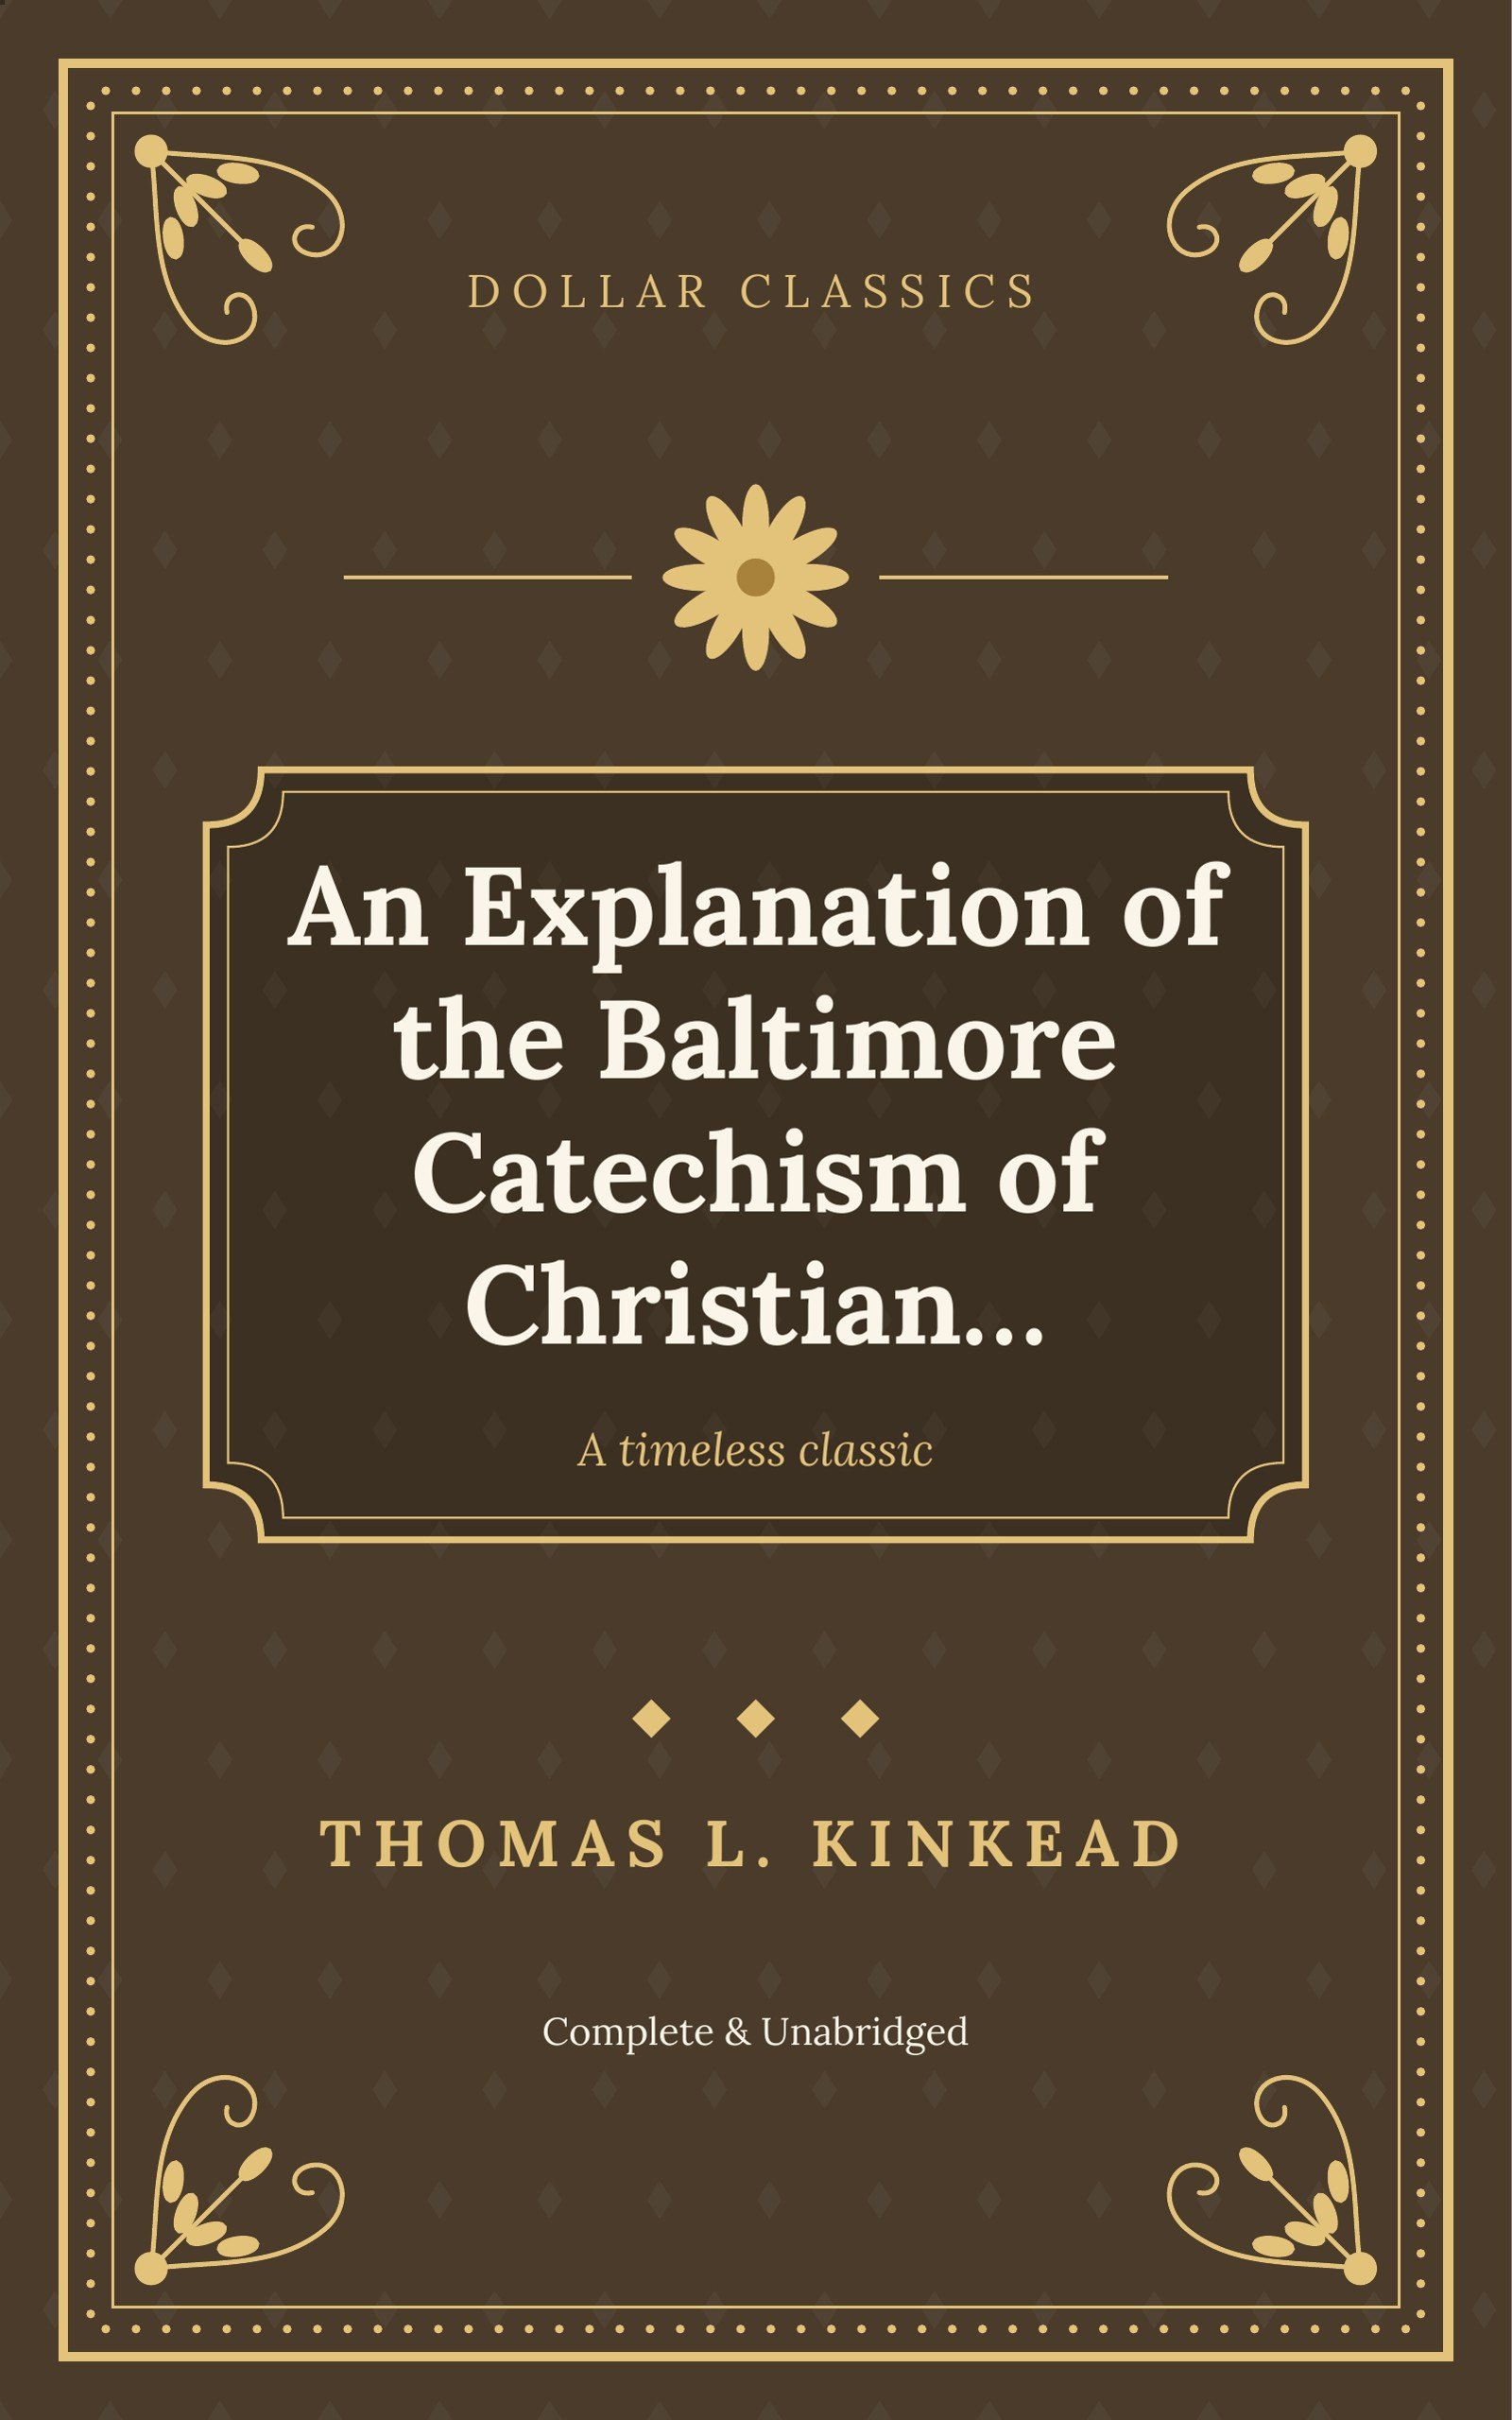 DOLLAR CLASSICS
An Explanation of
the Baltimore
Catechism of
Christian...
A timeless classic
THOMAS L. KINKEAD
Complete & Unabridged